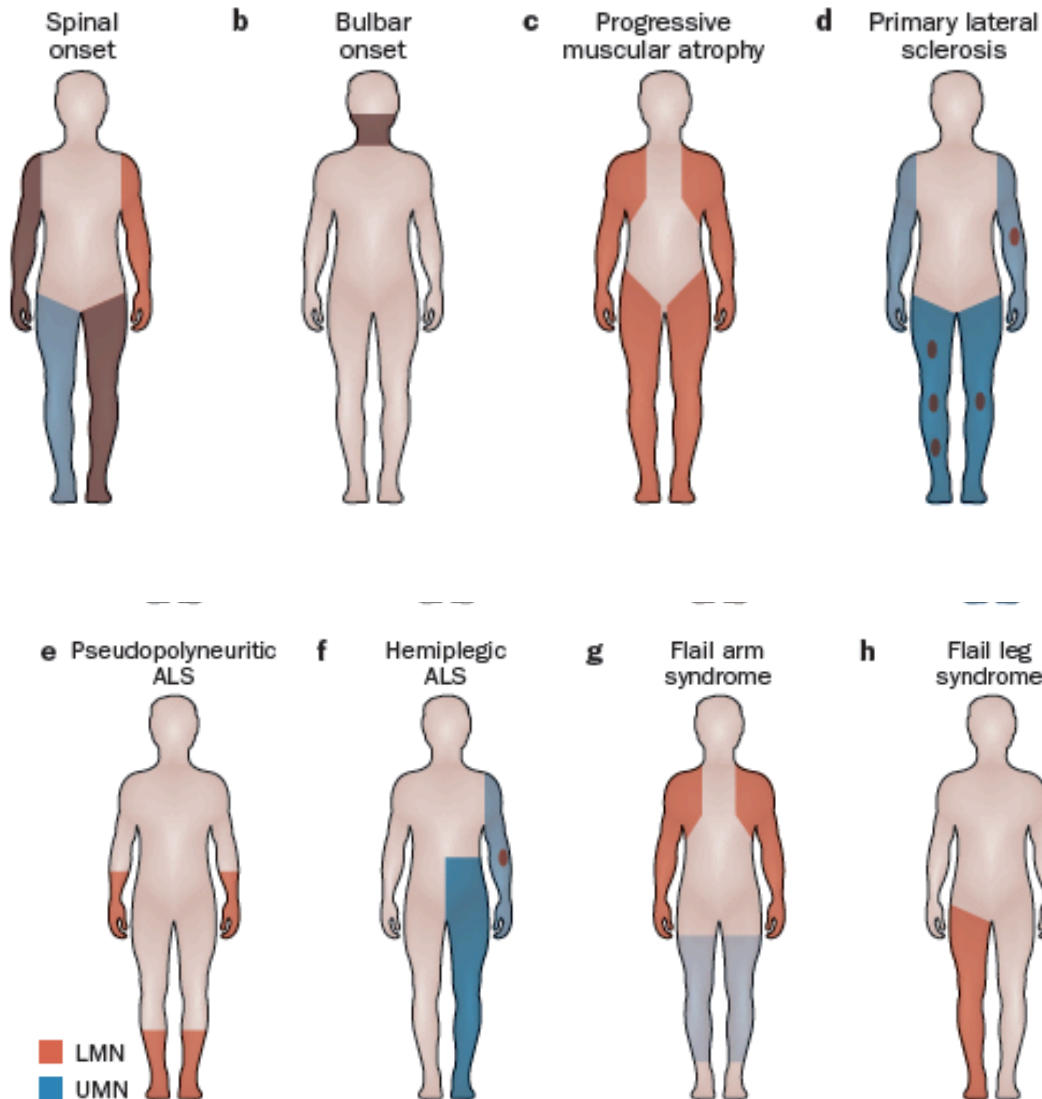 Spinal
onset
b Bulbar
onset
c Progressive
muscular atrophy
d Primary lateral
sclerosis
e Pseudopolyneuritic
ALS
f Hemiplegic
ALS
g Flail arm
syndrome
h Flail leg
syndrome
LMN
UMN